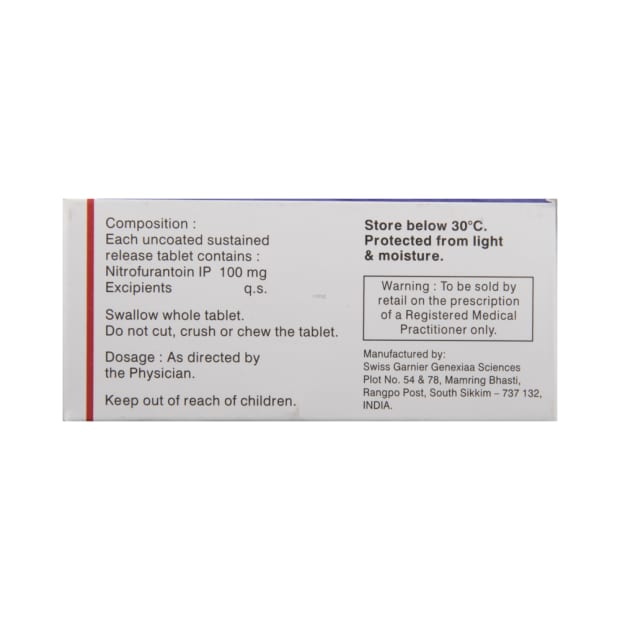 Composition :
Each uncoated sustained
release tablet contains :
Nitrofurantoin IP 100 mg
Excipients q.s.
Swallow whole tablet.
Do not cut, crush or chew the tablet.
Dosage : As directed by
the Physician.
Keep out of reach of children.
Store below 30°C.
Protected from light
& moisture.
Warning : To be sold by
retail on the prescription
of a Registered Medical
Practitioner only.
Manufactured by:
Swiss Garnier Genexiaa Sciences
Plot No. 54 & 78, Mamring Bhasti,
Rangpo Post, South Sikkim – 737 132,
INDIA.